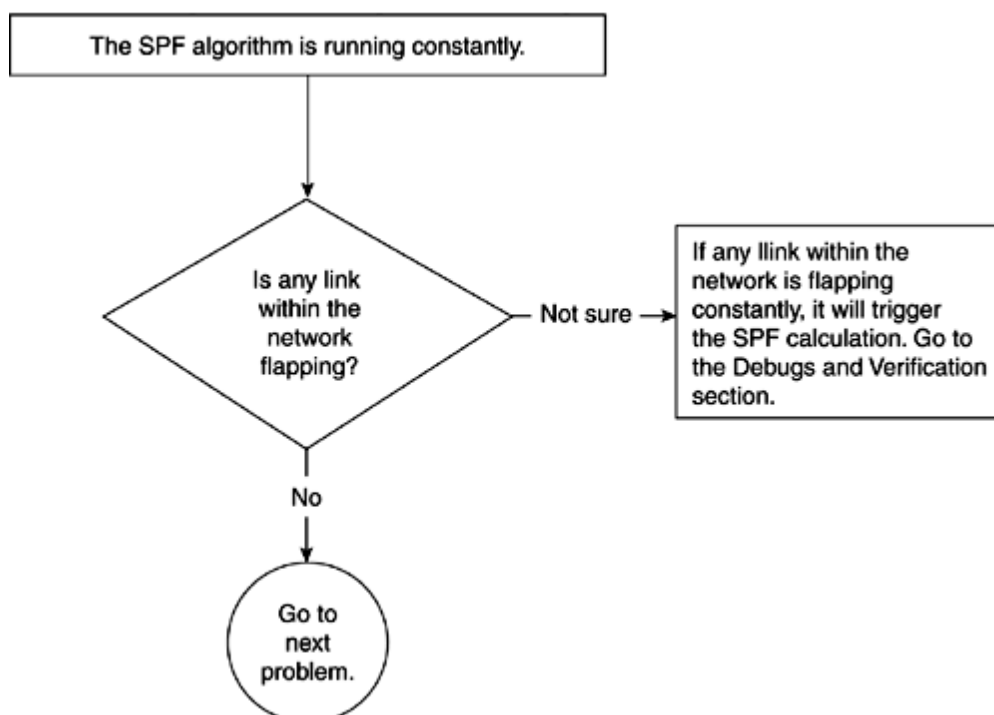 The SPF algorithm is running constantly.
Is any link
within the
network
flapping?
Not sure
If any llink within the
network is flapping
constantly, it will trigger
the SPF calculation. Go to
the Debugs and Verification
section.
No
Go to
next
problem.